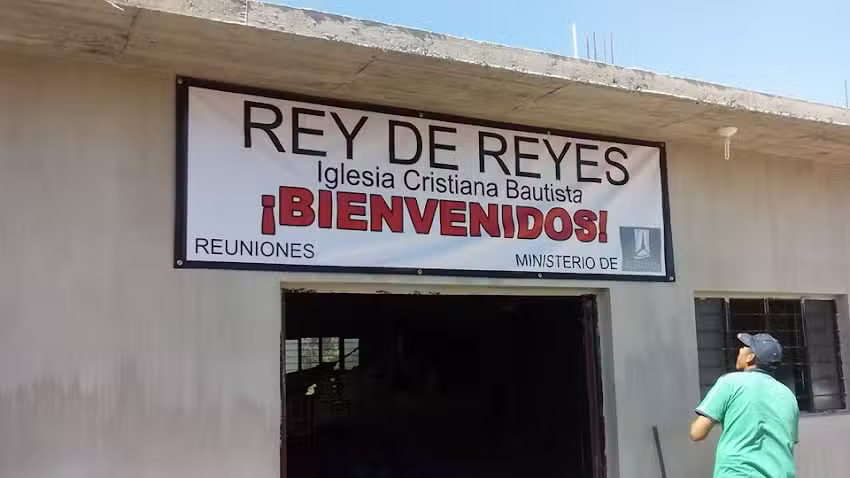 REY DE REYES
Iglesia Cristiana Bautista
¡BIENVENIDOS!
REUNIONES
MINISTERIO DE